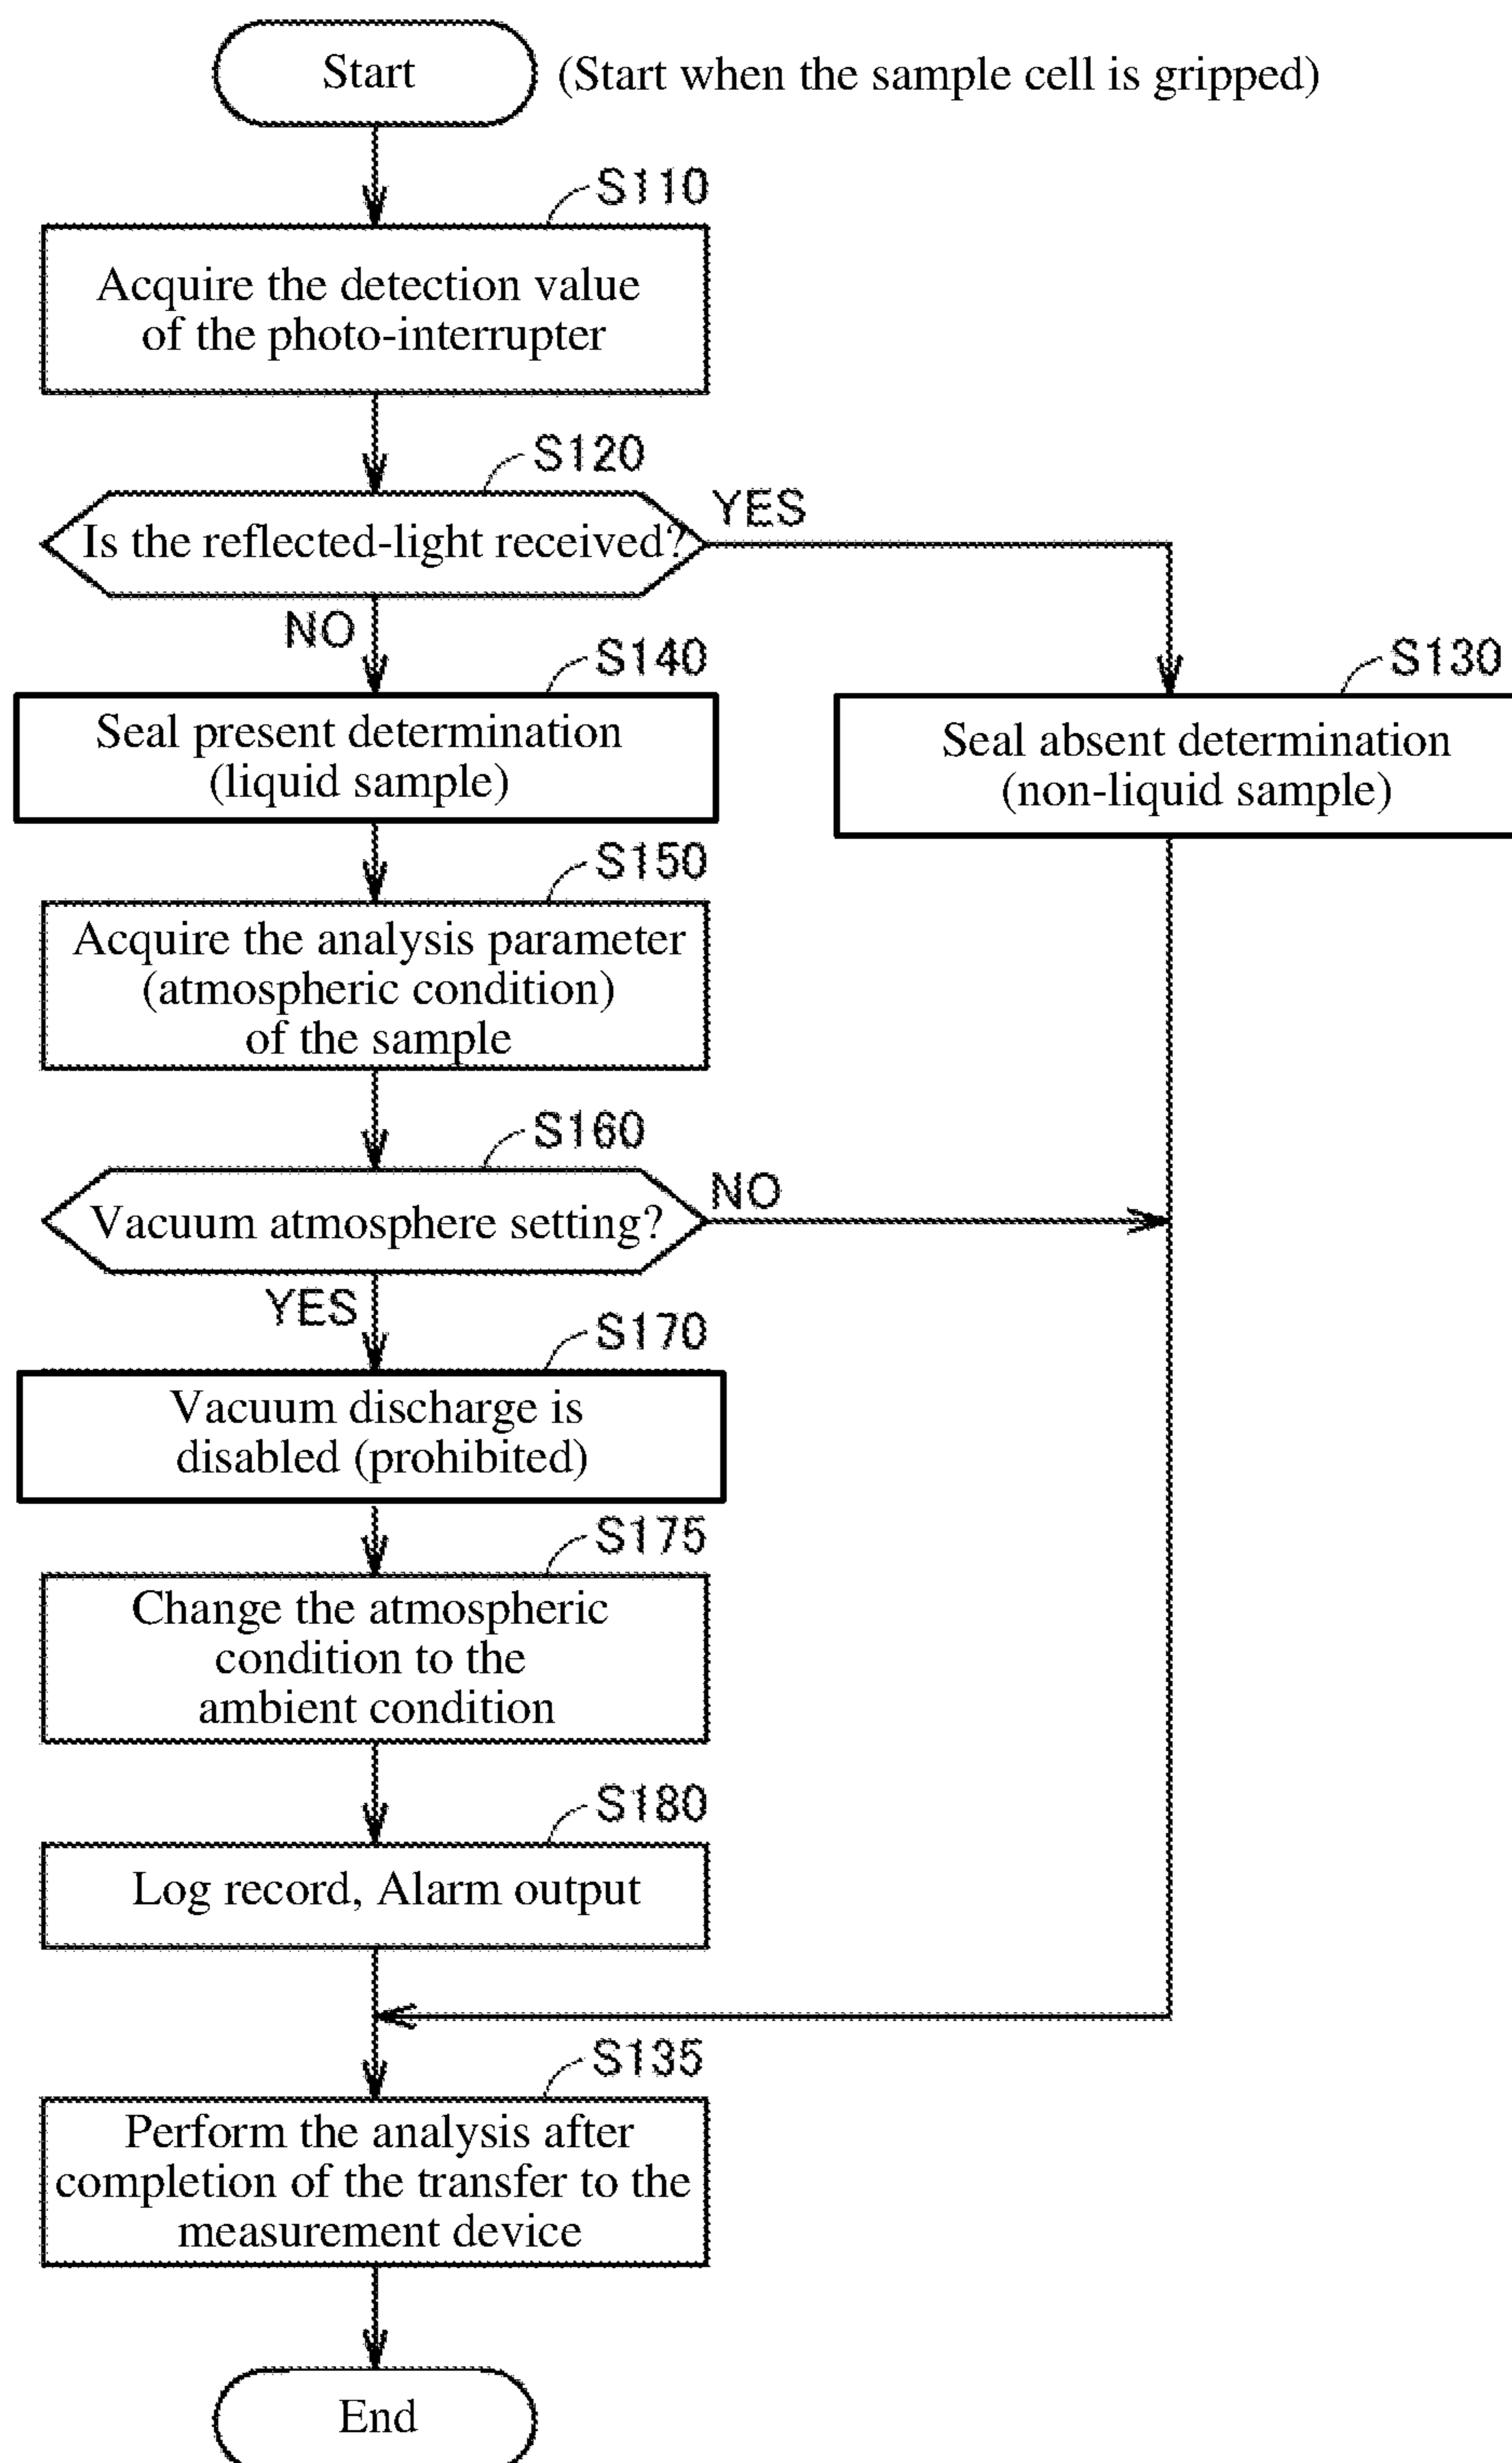 Start
(Start when the sample cell is gripped)
S110
Acquire the detection value
of the photo-interrupter
S120
Is the reflected-light received?
YES
NO
S140
Seal present determination
(liquid sample)
S130
Seal absent determination
(non-liquid sample)
S150
Acquire the analysis parameter
(atmospheric condition)
of the sample
S160
Vacuum atmosphere setting?
NO
YES
S170
Vacuum discharge is
disabled (prohibited)
S175
Change the atmospheric
condition to the
ambient condition
S180
Log record, Alarm output
S135
Perform the analysis after
completion of the transfer to the
measurement device
End